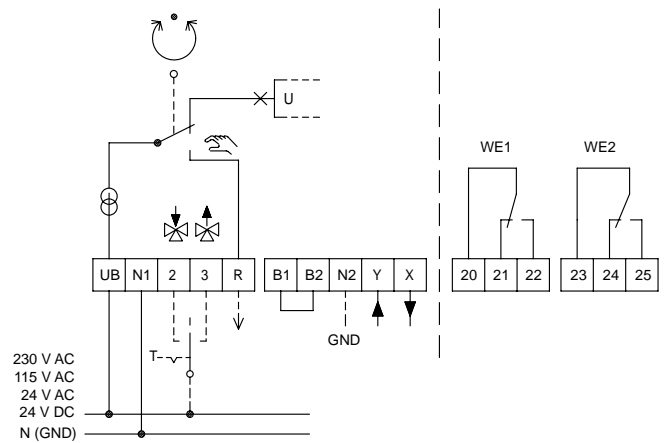 U
WE1 WE2
UB N1 2 3 R B1 B2 N2 Y X 20 21 22 23 24 25
GND
T
230 V AC
115 V AC
24 V AC
24 V DC
N (GND)